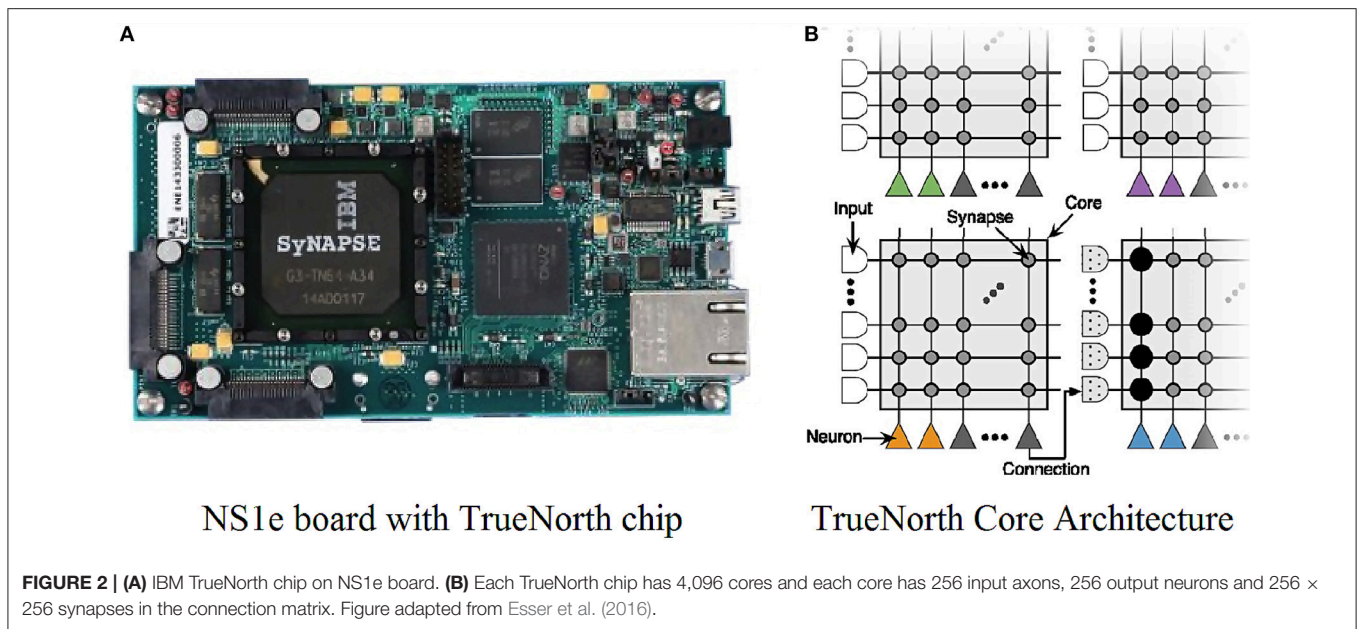 A
B
ENE143300006
IBM
SyNAPSE
G3-TN64-A34
14AD0117
Input
Synapse
Core
Neuron
Connection
NS1e board with TrueNorth chip
TrueNorth Core Architecture
FIGURE 2 | (A) IBM TrueNorth chip on NS1e board. (B) Each TrueNorth chip has 4,096 cores and each core has 256 input axons, 256 output neurons and 256 ×
256 synapses in the connection matrix. Figure adapted from Esser et al. (2016).